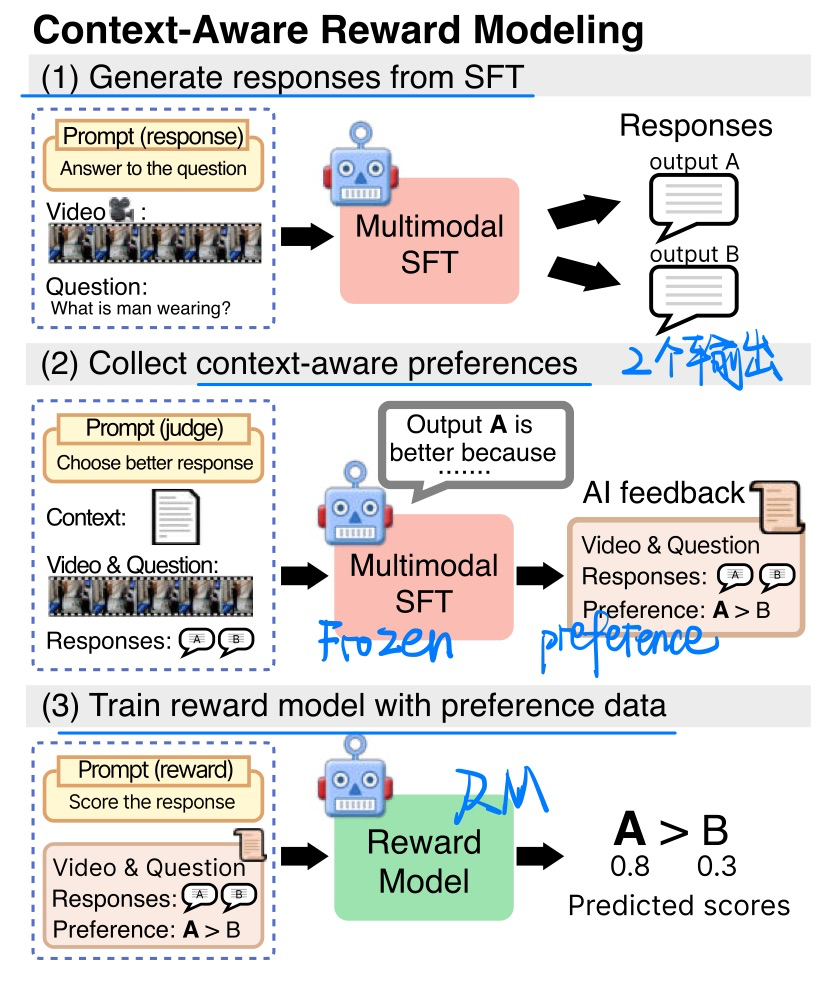 Context-Aware Reward Modeling
(1) Generate responses from SFT
Prompt (response)
Answer to the question
Video :
Question:
What is man wearing?
Multimodal
SFT
Responses
output A
output B
2个输出
(2) Collect context-aware preferences
Prompt (judge)
Choose better response
Context:
Video & Question:
Responses: A B
Output A is
better because
.......
Multimodal
SFT
Frozen
AI feedback
Video & Question
Responses: A B
Preference: A > B
preference
(3) Train reward model with preference data
Prompt (reward)
Score the response
Video & Question
Responses: A B
Preference: A > B
RM
Reward
Model
A > B
0.8 0.3
Predicted scores